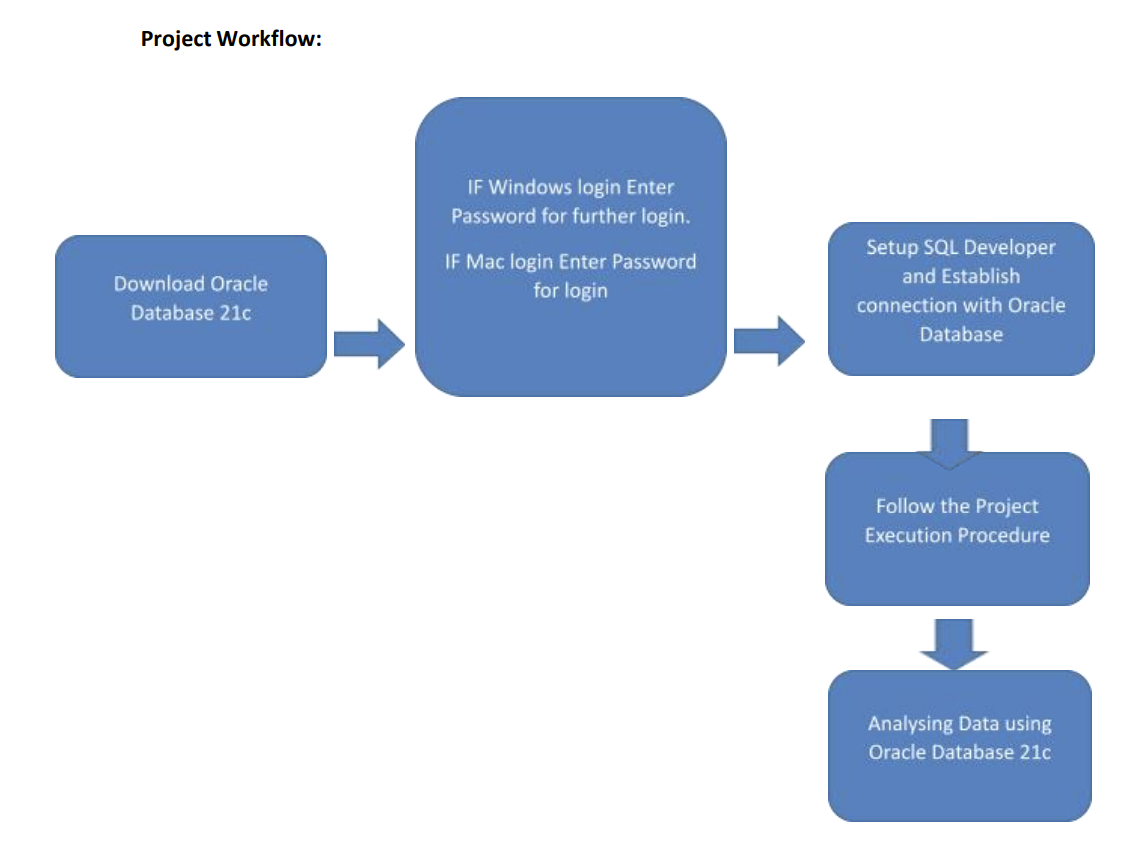 Project Workflow:
Download Oracle
Database 21c
IF Windows login Enter
Password for further login.
IF Mac login Enter Password
for login
Setup SQL Developer
and Establish
connection with Oracle
Database
Follow the Project
Execution Procedure
Analysing Data using
Oracle Database 21c